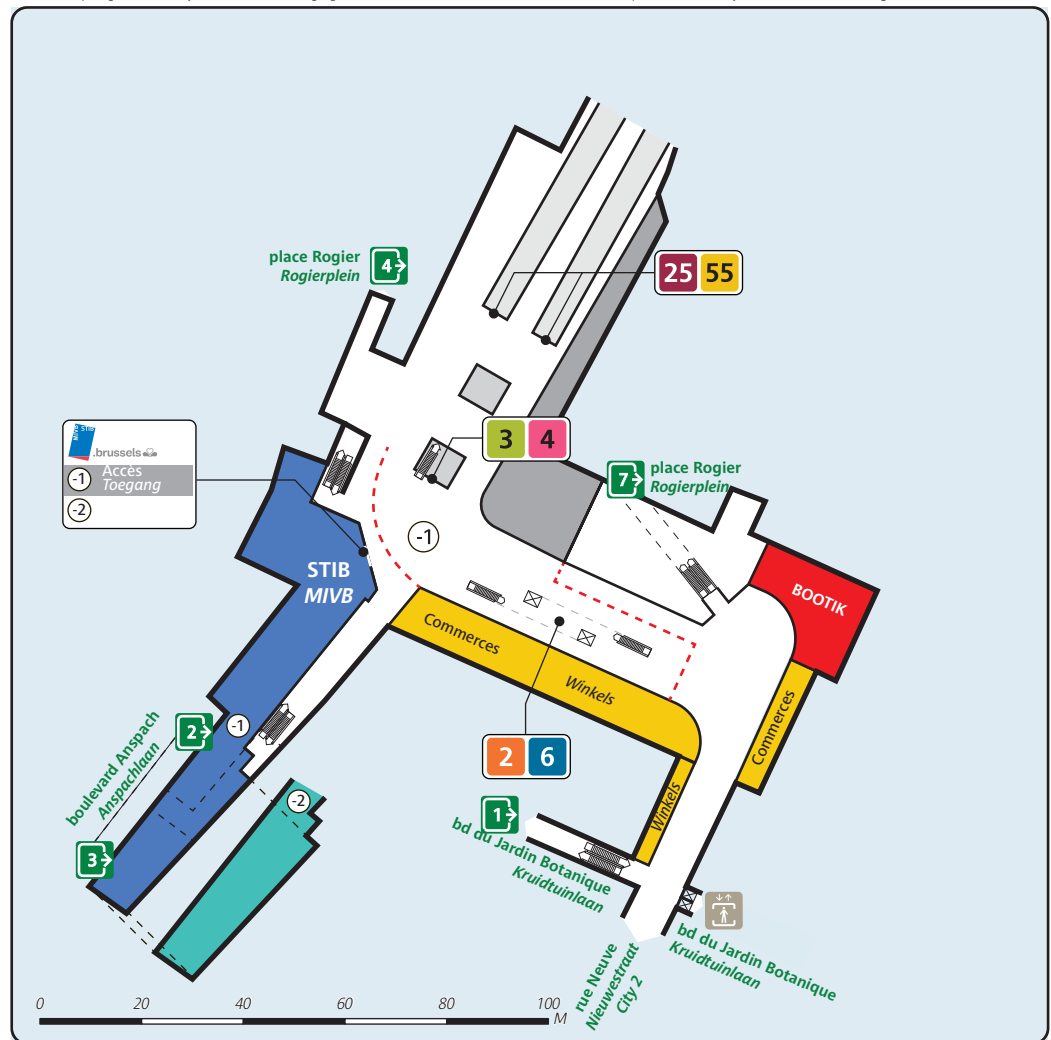 place Rogier
Rogierplein
4
25 55
MIVB STIB
.brussels
-1 Accès
Toegang
-2
3 4
7
place Rogier
Rogierplein
-1
STIB
MIVB
BOOTIK
Commerces
Winkels
Commerces
Winkels
boulevard Anspach
Anspachlaan
2
-1
3
-2
2 6
1
bd du Jardin Botanique
Kruidtuinlaan
rue Neuve
Nieuwestraat
City 2
bd du Jardin Botanique
Kruidtuinlaan
0 20 40 60 80 100 M